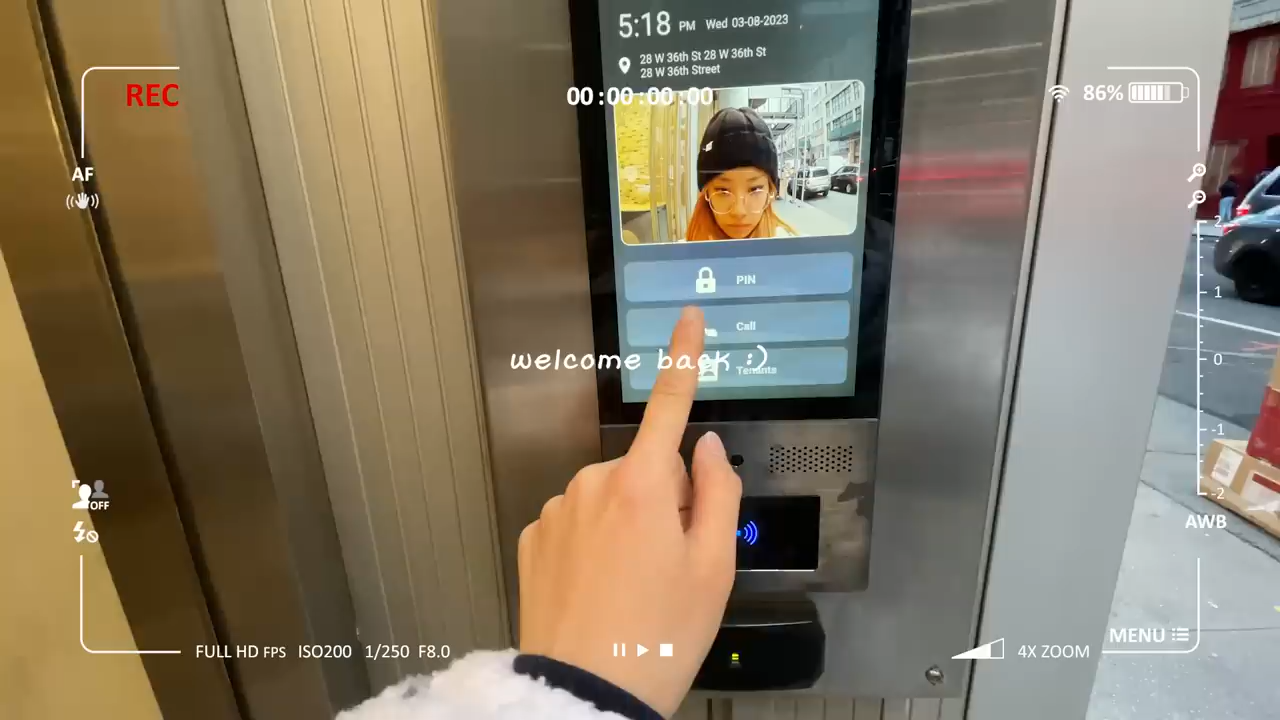 5:18 PM Wed 03-08-2023
28 W 36th St 28 W 36th St
28 W 36th Street
REC
00:00:00:00
86%
AF
PIN
Call
welcome back :)
Tenants
2
1
0
-1
-2
OFF
AWB
MENU
FULL HD FPS ISO200 1/250 F8.0
4X ZOOM